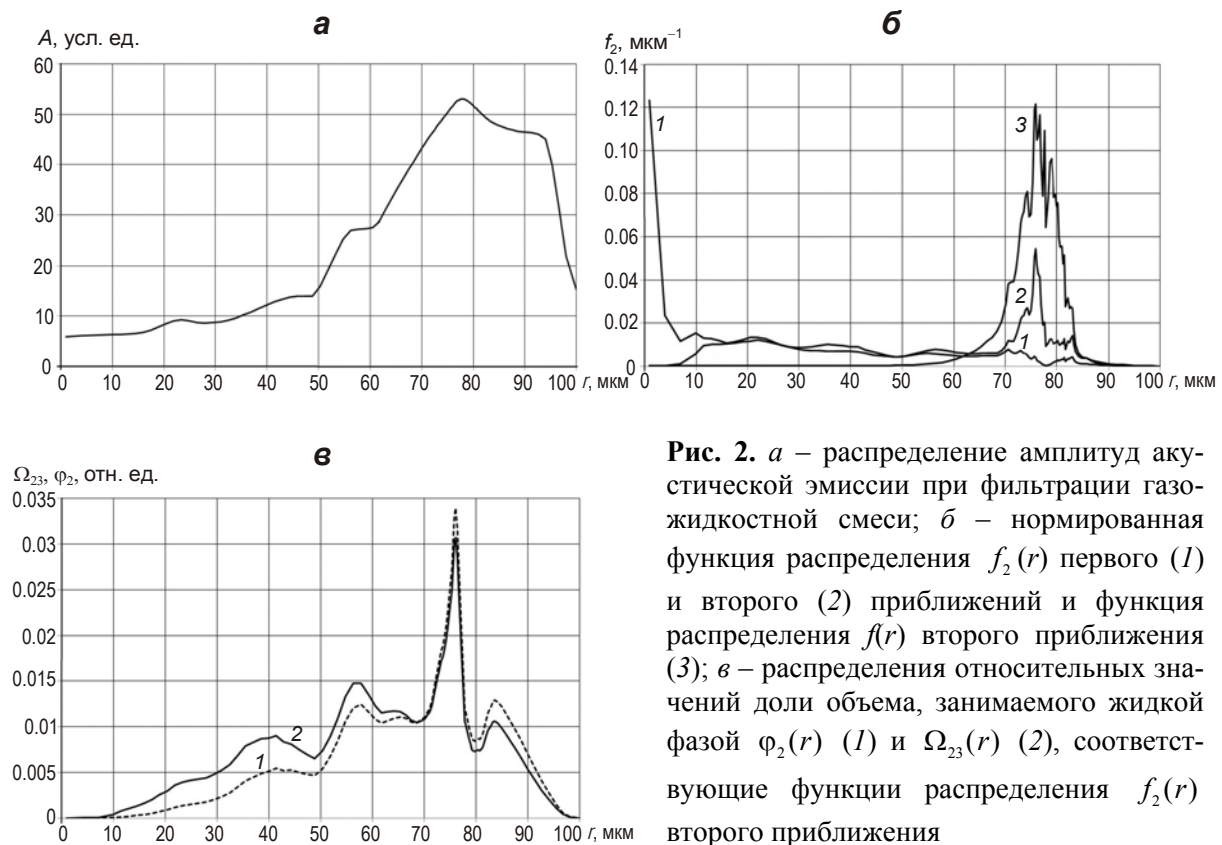 а
A, усл. ед.
60
50
40
30
20
10
0
0 10 20 30 40 50 60 70 80 90 100 r, мкм
б
f₂, мкм⁻¹
0.14
0.12
0.10
0.08
0.06
0.04
0.02
0
1
3
2
1
0 10 20 30 40 50 60 70 80 90 100 r, мкм
в
Ω₂₃, φ₂, отн. ед.
0.035
0.03
0.025
0.02
0.015
0.01
0.005
0
2
1
0 10 20 30 40 50 60 70 80 90 100 r, мкм
Рис. 2. а – распределение амплитуд аку-
стической эмиссии при фильтрации газо-
жидкостной смеси; б – нормированная
функция распределения f₂(r) первого (1)
и второго (2) приближений и функция
распределения f(r) второго приближения
(3); в – распределения относительных зна-
чений доли объема, занимаемого жидкой
фазой φ₂(r) (1) и Ω₂₃(r) (2), соответст-
вующие функции распределения f₂(r)
второго приближения